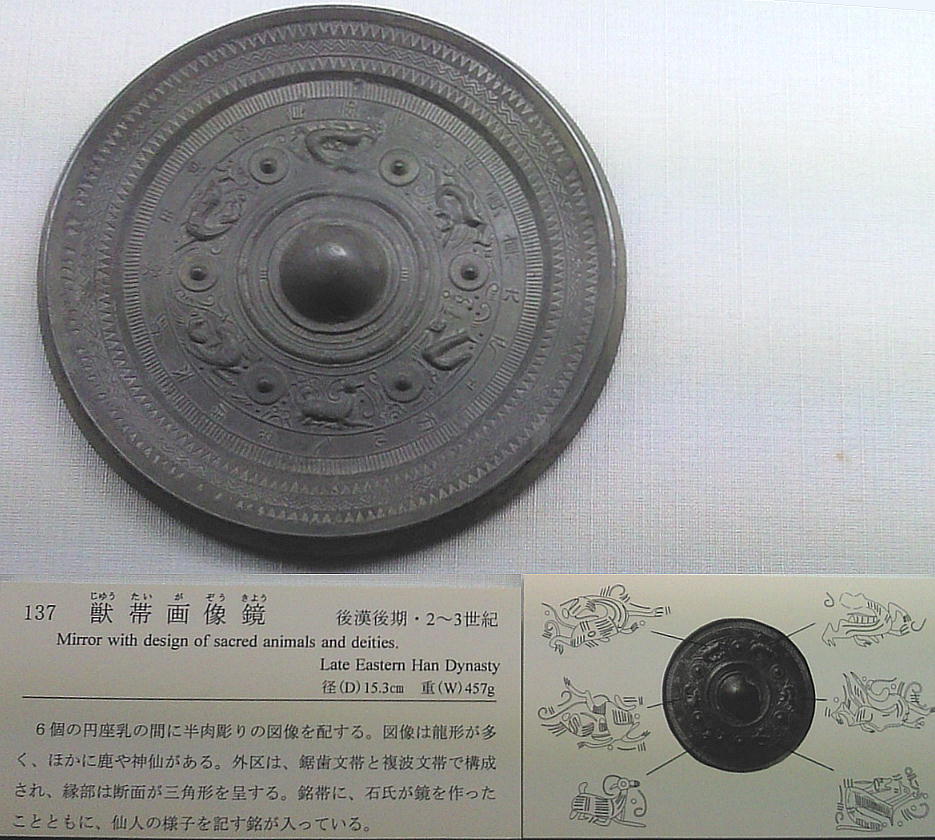 じゅう たい が ぞう きょう
137 獣帯画像鏡 後漢後期・2〜3世紀
Mirror with design of sacred animals and deities.
Late Eastern Han Dynasty
径(D)15.3㎝ 重(W)457g
6個の円座乳の間に半肉彫りの図像を配する。図像は龍形が多
く、ほかに鹿や神仙がある。外区は、鋸歯文帯と複波文帯で構成
され、縁部は断面が三角形を呈する。銘帯に、石氏が鏡を作った
こととともに、仙人の様子を記す銘が入っている。